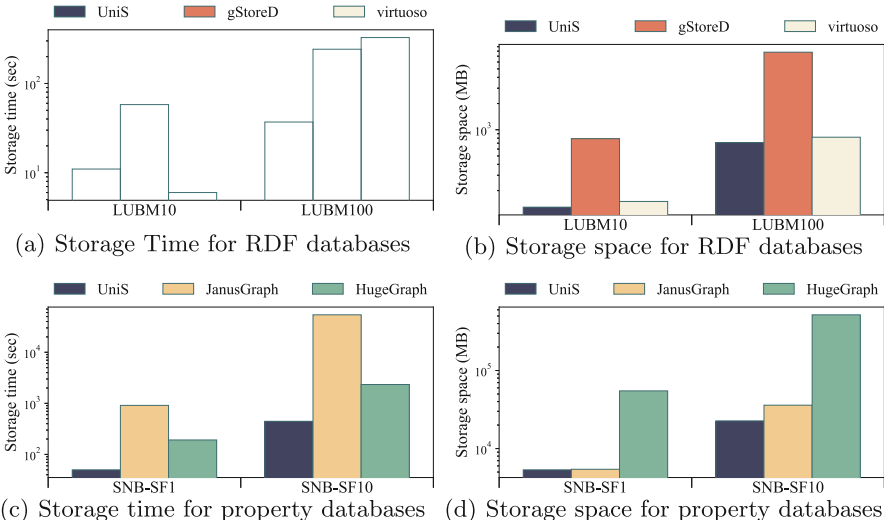 UniS gStoreD virtuoso
Storage time (sec)
10^2
10^1
LUBM10 LUBM100
(a) Storage Time for RDF databases
UniS gStoreD virtuoso
Storage space (MB)
10^3
LUBM10 LUBM100
(b) Storage space for RDF databases
UniS JanusGraph HugeGraph
Storage time (sec)
10^4
10^3
10^2
SNB-SF1 SNB-SF10
(c) Storage time for property databases
UniS JanusGraph HugeGraph
Storage space (MB)
10^5
10^4
SNB-SF1 SNB-SF10
(d) Storage space for property databases